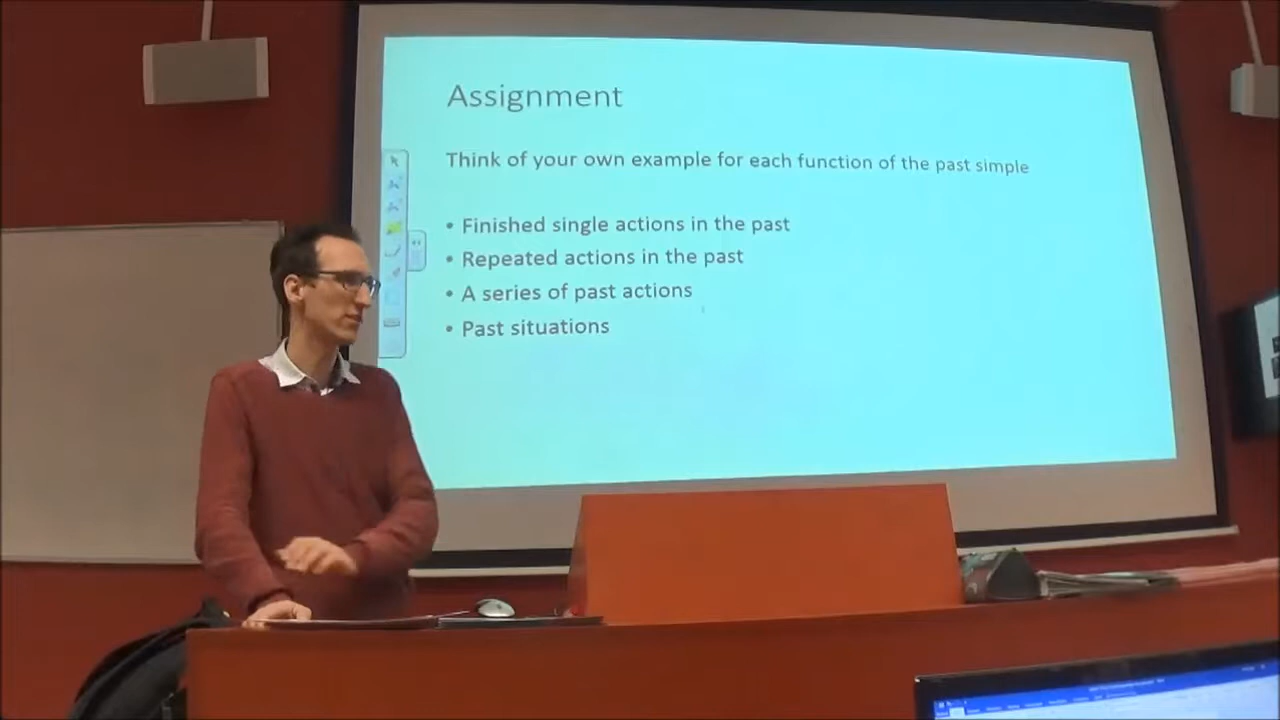 Assignment
Think of your own example for each function of the past simple
• Finished single actions in the past
• Repeated actions in the past
• A series of past actions
• Past situations